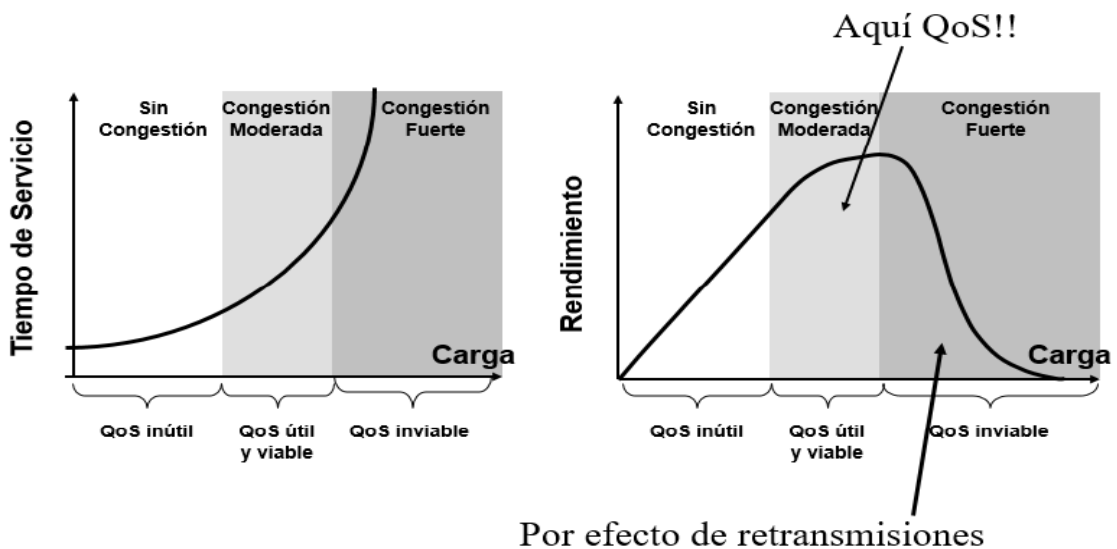 Aquí QoS!!
Tiempo de Servicio
Sin
Congestión
Congestión
Moderada
Congestión
Fuerte
Carga
QoS inútil
QoS útil
y viable
QoS inviable
Rendimiento
Sin
Congestión
Congestión
Moderada
Congestión
Fuerte
Carga
QoS inútil
QoS útil
y viable
QoS inviable
Por efecto de retransmisiones